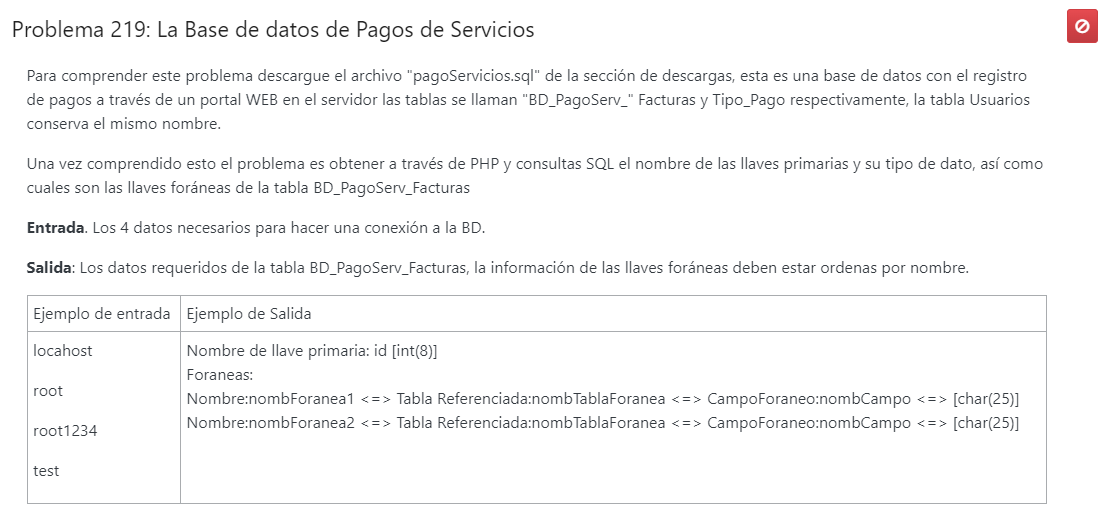 Problema 219: La Base de datos de Pagos de Servicios
Para comprender este problema descargue el archivo "pagoServicios.sql" de la sección de descargas, esta es una base de datos con el registro
de pagos a través de un portal WEB en el servidor las tablas se llaman "BD_PagoServ_" Facturas y Tipo_Pago respectivamente, la tabla Usuarios
conserva el mismo nombre.
Una vez comprendido esto el problema es obtener a través de PHP y consultas SQL el nombre de las llaves primarias y su tipo de dato, así como
cuales son las llaves foráneas de la tabla BD_PagoServ_Facturas
Entrada. Los 4 datos necesarios para hacer una conexión a la BD.
Salida: Los datos requeridos de la tabla BD_PagoServ_Facturas, la información de las llaves foráneas deben estar ordenas por nombre.
Ejemplo de entrada
Ejemplo de Salida
locahost
root
root1234
test
Nombre de llave primaria: id [int(8)]
Foraneas:
Nombre:nombForanea1 <=> Tabla Referenciada:nombTablaForanea <=> CampoForaneo:nombCampo <=> [char(25)]
Nombre:nombForanea2 <=> Tabla Referenciada:nombTablaForanea <=> CampoForaneo:nombCampo <=> [char(25)]